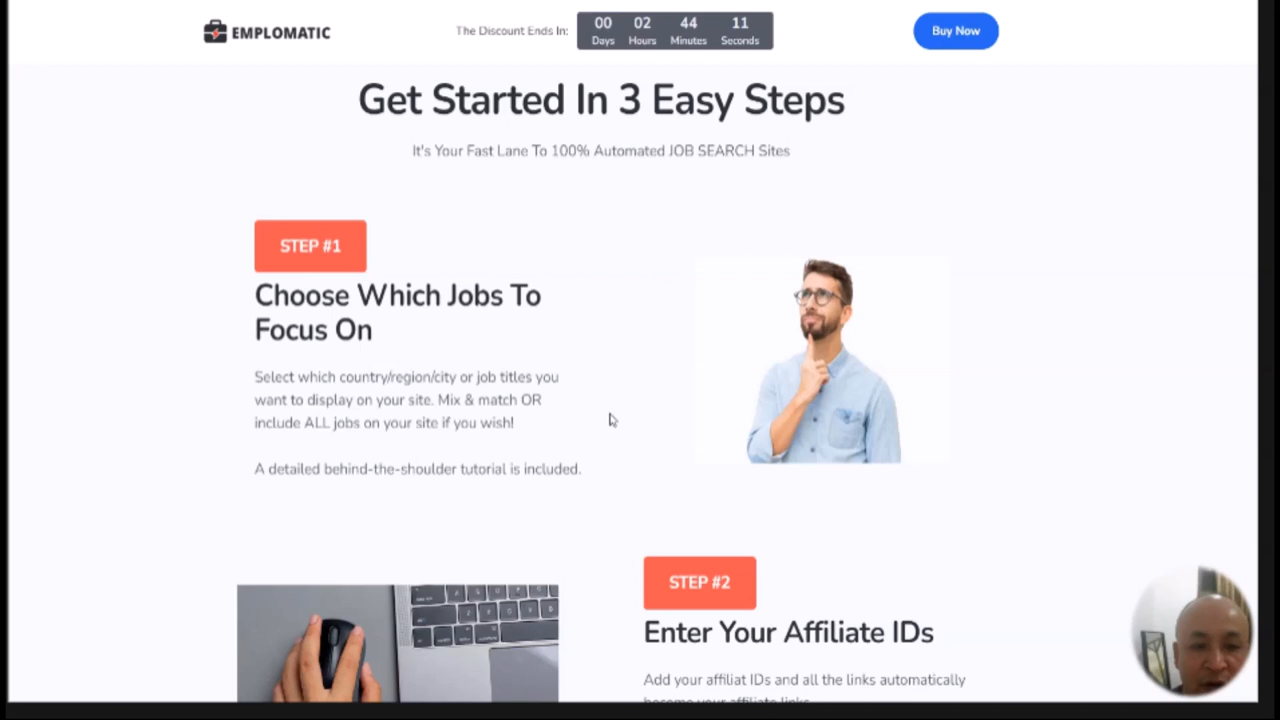 EMPLOMATIC
The Discount Ends In:
00 02 44 11
Days Hours Minutes Seconds
Buy Now
Get Started In 3 Easy Steps
It's Your Fast Lane To 100% Automated JOB SEARCH Sites
STEP #1
Choose Which Jobs To
Focus On
Select which country/region/city or job titles you
want to display on your site. Mix & match OR
include ALL jobs on your site if you wish!
A detailed behind-the-shoulder tutorial is included.
STEP #2
Enter Your Affiliate IDs
Add your affiliat IDs and all the links automatically
become your affiliate links